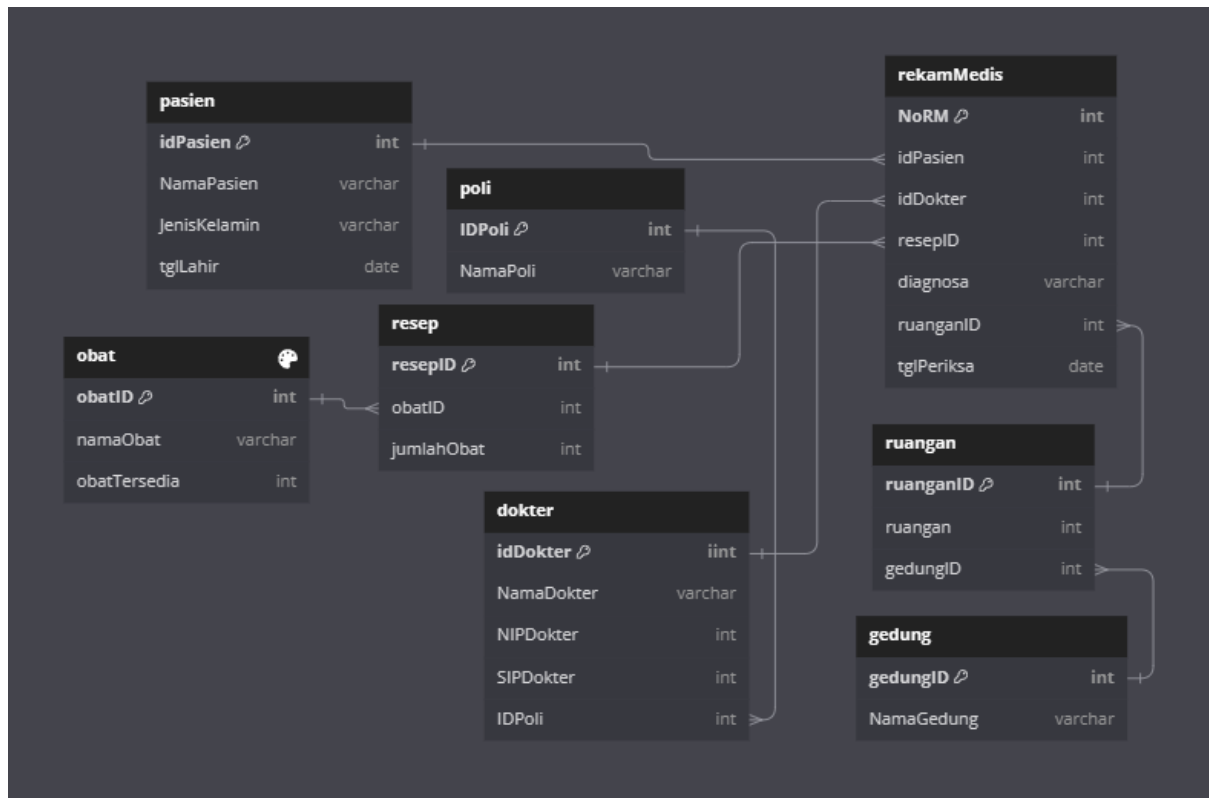 pasien
idPasien int
NamaPasien varchar
JenisKelamin varchar
tglLahir date
poli
IDPoli int
NamaPoli varchar
rekamMedis
NoRM int
idPasien int
idDokter int
resepID int
diagnosa varchar
ruanganID int
tglPeriksa date
obat
obatID int
namaObat varchar
obatTersedia int
resep
resepID int
obatID int
jumlahObat int
dokter
idDokter iint
NamaDokter varchar
NIPDokter int
SIPDokter int
IDPoli int
ruangan
ruanganID int
ruangan int
gedungID int
gedung
gedungID int
NamaGedung varchar